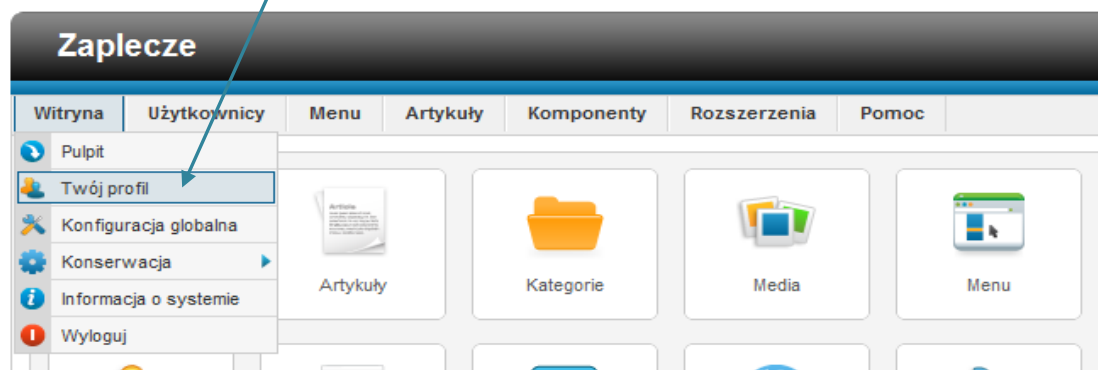 Zaplecze
Witryna Użytkownicy Menu Artykuły Komponenty Rozszerzenia Pomoc
Pulpit
Twój profil
Konfiguracja globalna
Konserwacja
Informacja o systemie
Wyloguj
Article
Artykuły Kategorie Media Menu